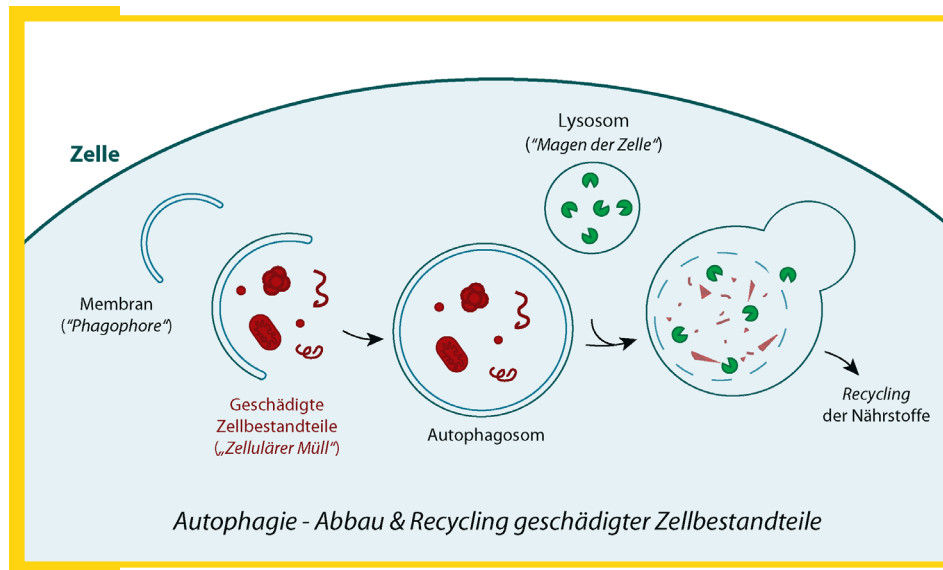 Zelle
Lysosom
(“Magen der Zelle“)
Membran
(“Phagophore“)
Geschädigte
Zellbestandteile
(„Zellulärer Müll“)
Autophagosom
Recycling
der Nährstoffe
Autophagie - Abbau & Recycling geschädigter Zellbestandteile